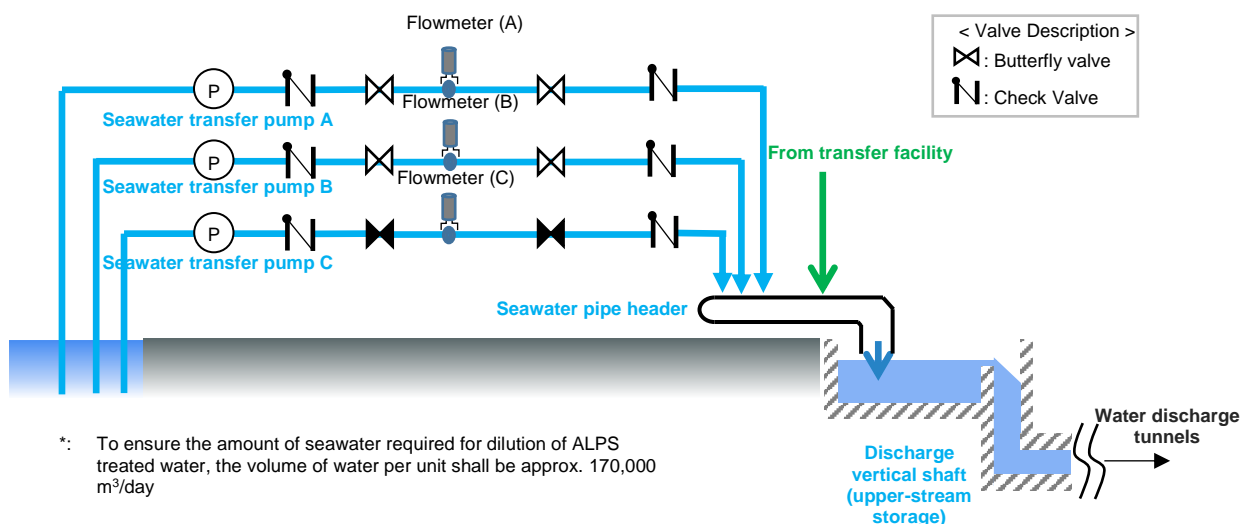 Flowmeter (A)
< Valve Description >
: Butterfly valve
: Check Valve
P
Seawater transfer pump A
Flowmeter (B)
P
Seawater transfer pump B
Flowmeter (C)
From transfer facility
P
Seawater transfer pump C
Seawater pipe header
Water discharge
tunnels
*: To ensure the amount of seawater required for dilution of ALPS
treated water, the volume of water per unit shall be approx. 170,000
m³/day
Discharge
vertical shaft
(upper-stream
storage)